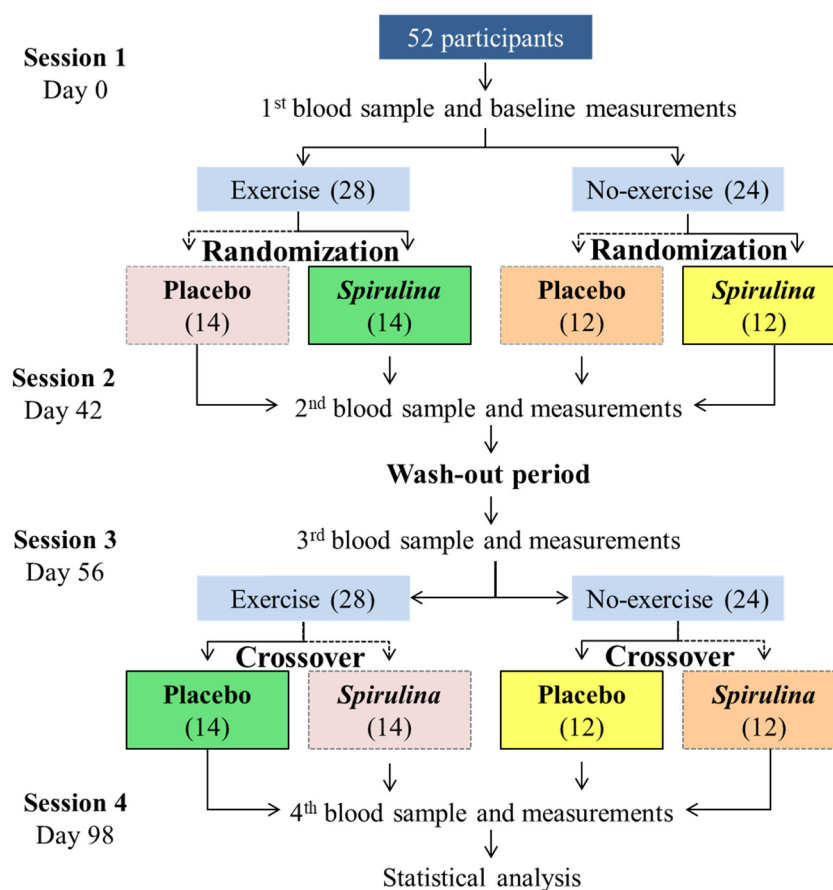 52 participants
Session 1
Day 0
1st blood sample and baseline measurements
Exercise (28)
No-exercise (24)
Randomization
Randomization
Placebo
(14)
Spirulina
(14)
Placebo
(12)
Spirulina
(12)
Session 2
Day 42
2nd blood sample and measurements
Wash-out period
Session 3
Day 56
3rd blood sample and measurements
Exercise (28)
No-exercise (24)
Crossover
Crossover
Placebo
(14)
Spirulina
(14)
Placebo
(12)
Spirulina
(12)
Session 4
Day 98
4th blood sample and measurements
Statistical analysis